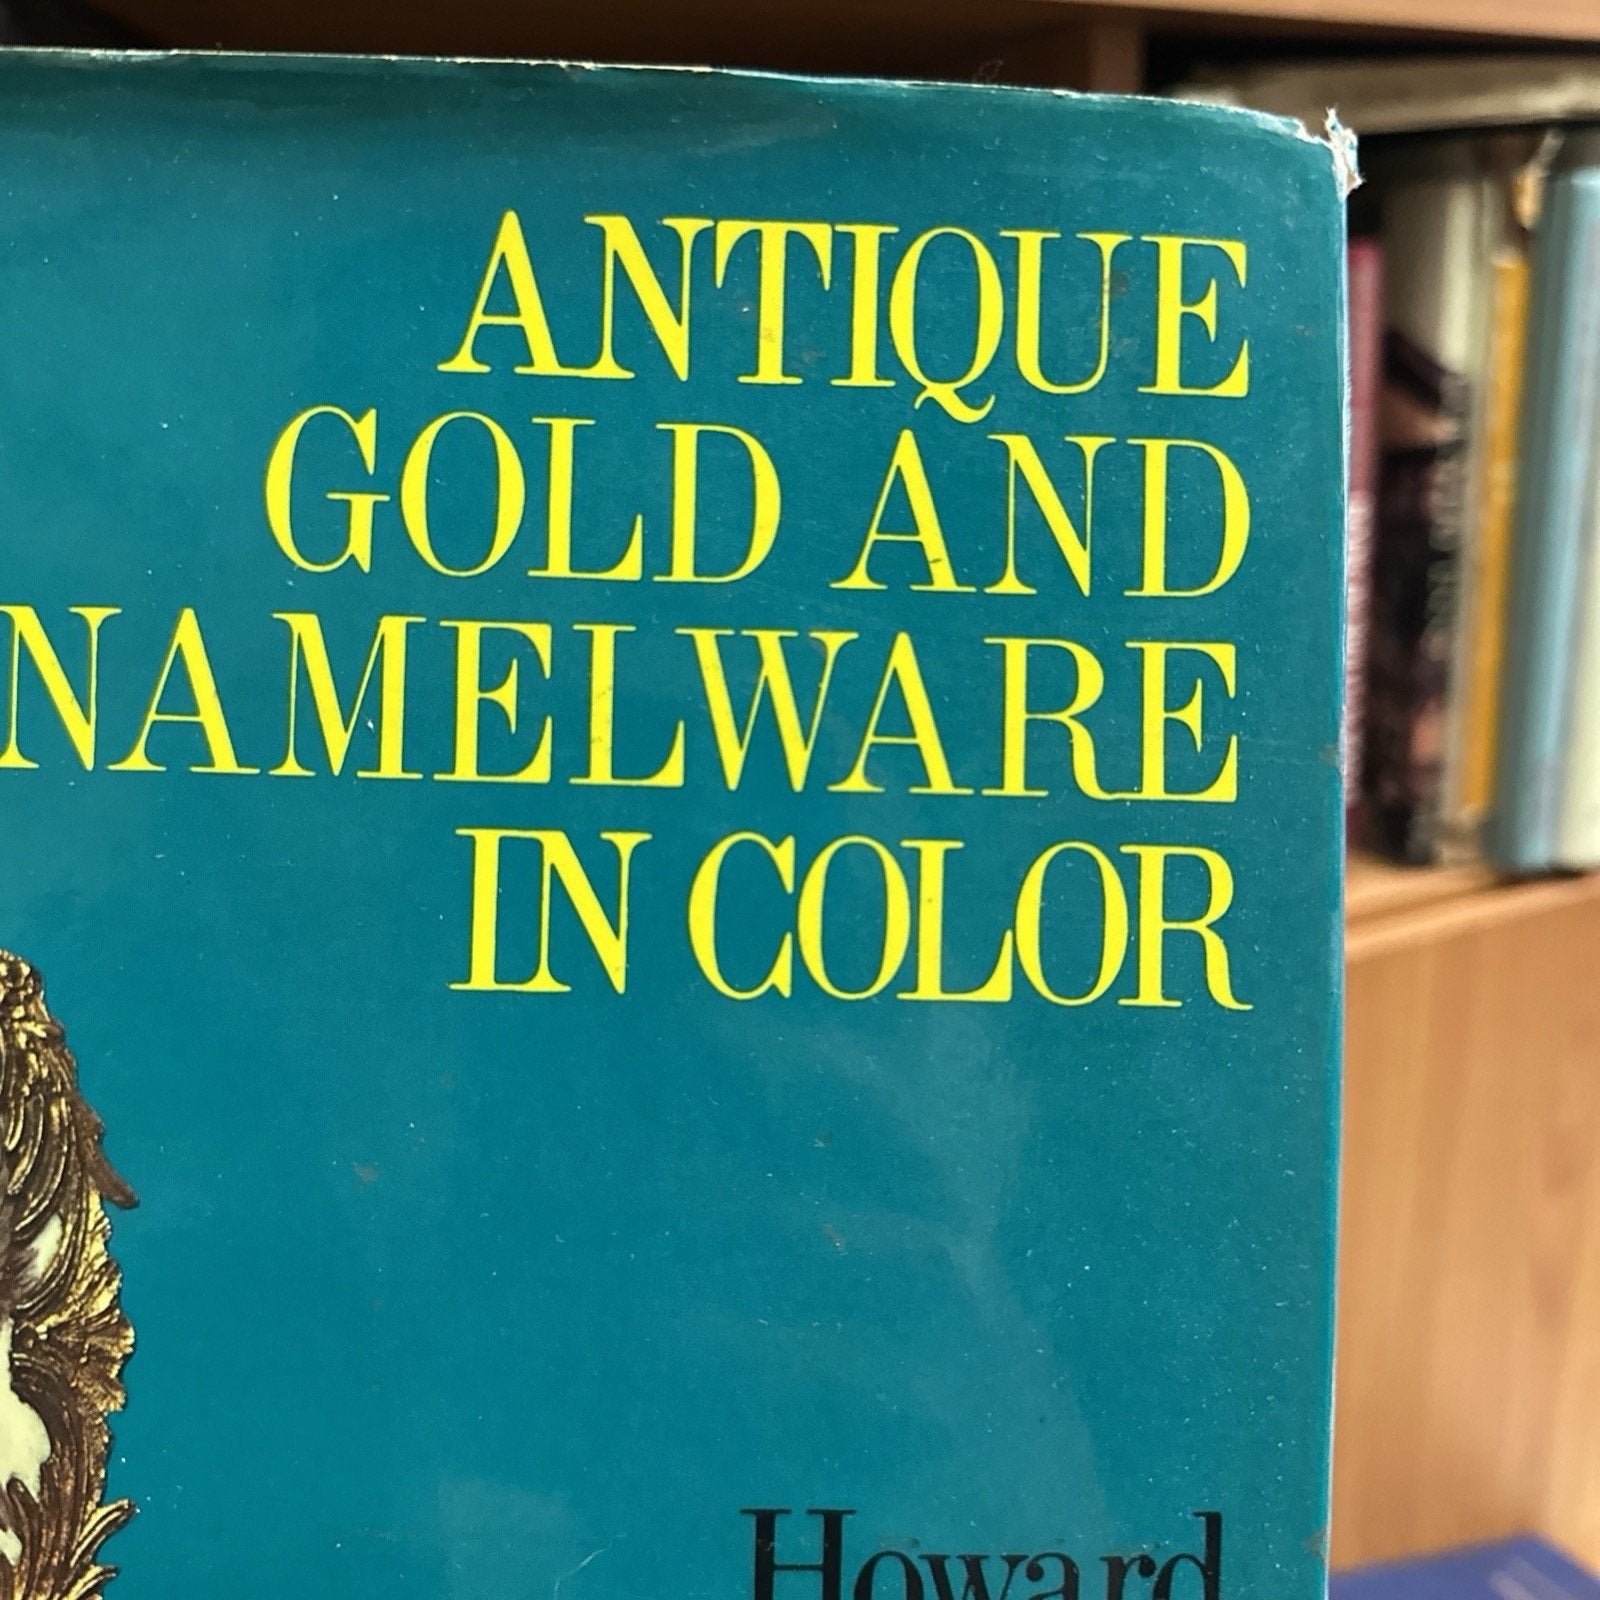 ANTIQUE
GOLD AND
NAMELWARE
IN COLOR
Howard